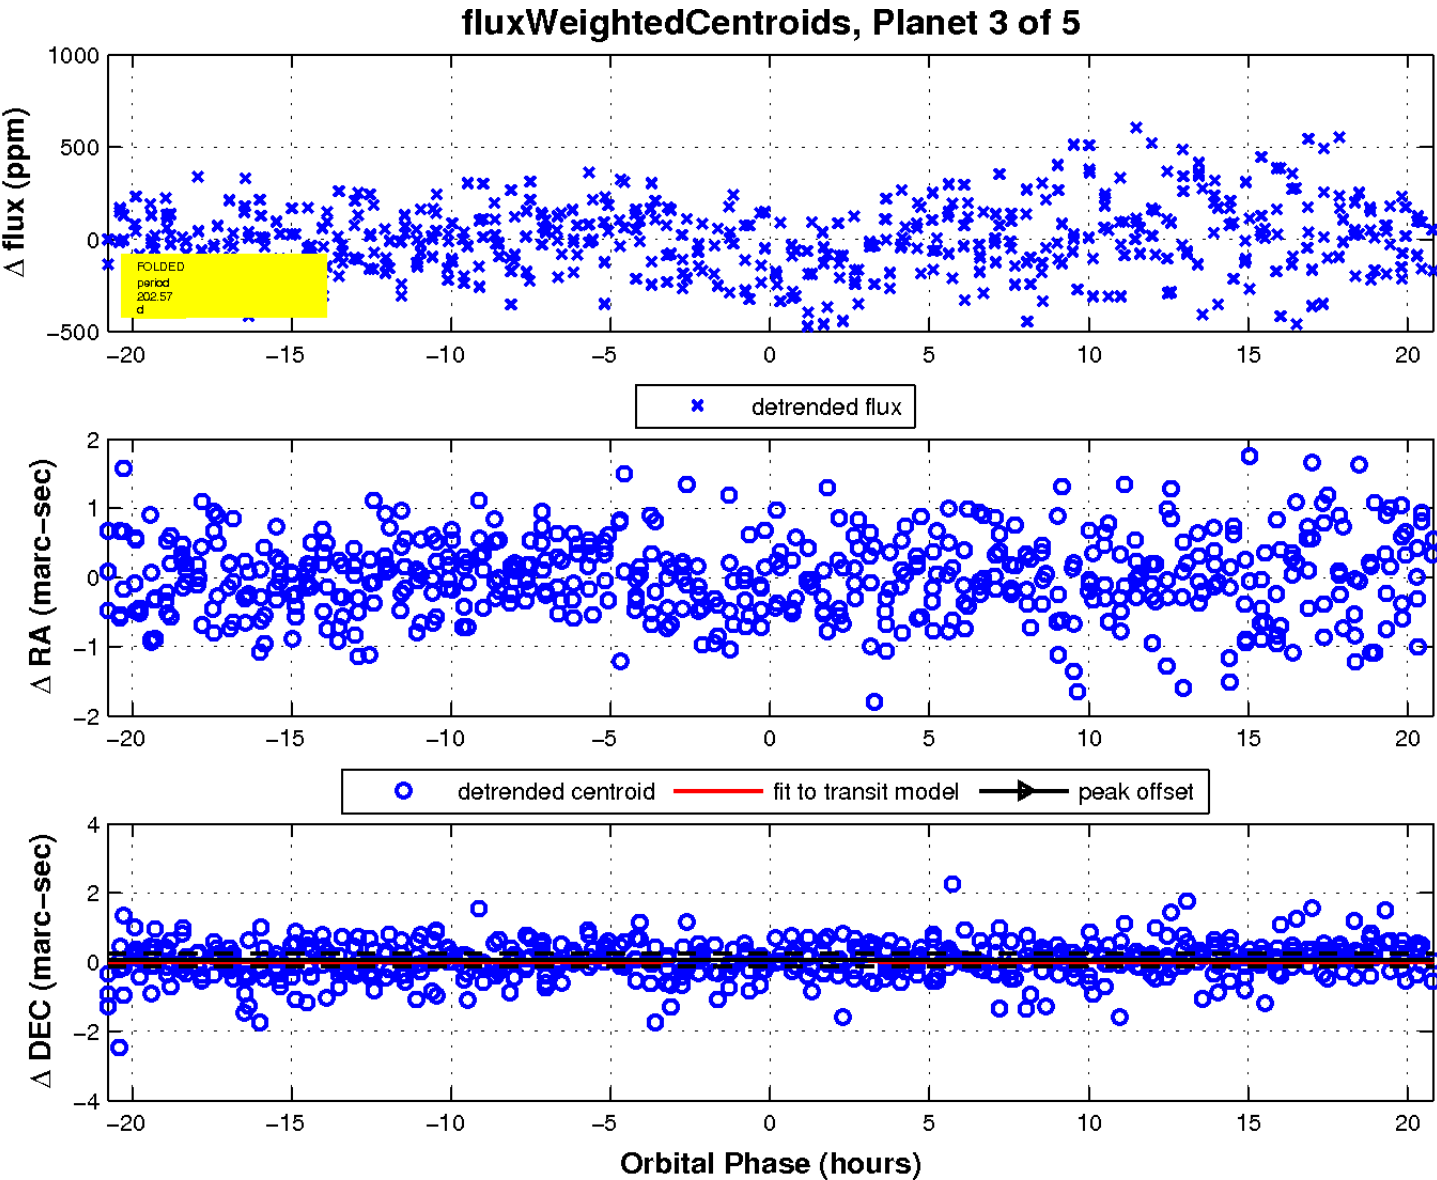 fluxWeightedCentroids, Planet 3 of 5
Δ flux (ppm)
1000
500
0
−500
FOLDED
period
202.57
d
−20 −15 −10 −5 0 5 10 15 20
detrended flux
Δ RA (marc−sec)
2
1
0
−1
−2
−20 −15 −10 −5 0 5 10 15 20
detrended centroid fit to transit model peak offset
Δ DEC (marc−sec)
4
2
0
−2
−4
−20 −15 −10 −5 0 5 10 15 20
Orbital Phase (hours)